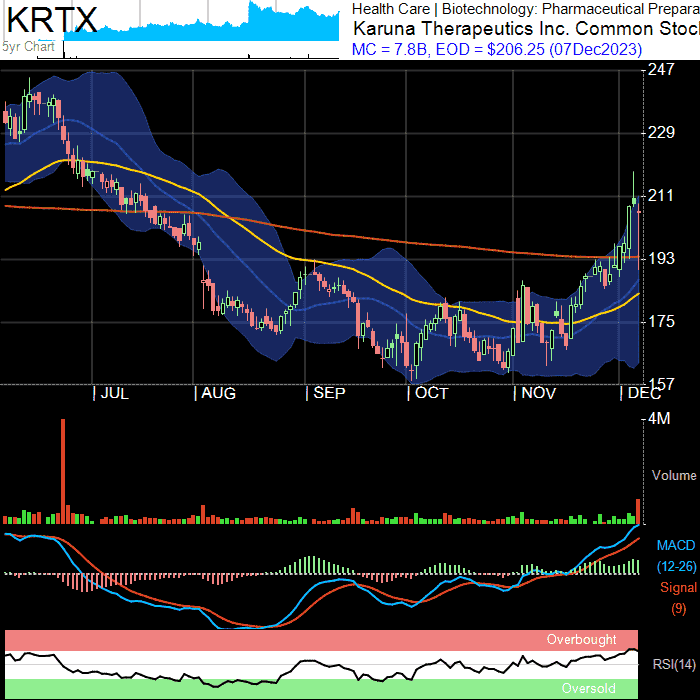 KRTX
5yr Chart
Health Care | Biotechnology: Pharmaceutical Prepara
Karuna Therapeutics Inc. Common Stoc
MC = 7.8B, EOD = $206.25 (07Dec2023)
247
229
211
193
175
157
| JUL | AUG | SEP | OCT | NOV | DEC
4M
Volume
MACD
(12-26)
Signal
(9)
Overbought
RSI(14)
Oversold